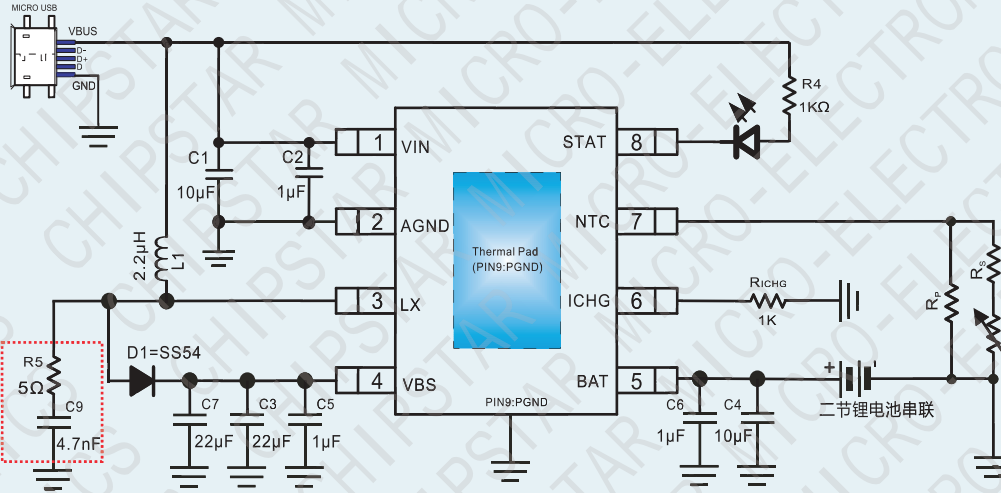 MICRO USB
VBUS
D-
D+
D
GND
R4
1KΩ
C1
10μF
C2
1μF
1
VIN
STAT
8
2
AGND
NTC
7
Thermal Pad
(PIN9:PGND)
2.2μH
L1
3
LX
ICHG
6
RICHG
1K
RP
RS
R5
5Ω
C9
4.7nF
D1=SS54
4
VBS
BAT
5
PIN9:PGND
C7
22μF
C3
22μF
C5
1μF
C6
1μF
C4
10μF
+
-
二节锂电池串联
CHIPSTAR MICRO-ELECTRONICS